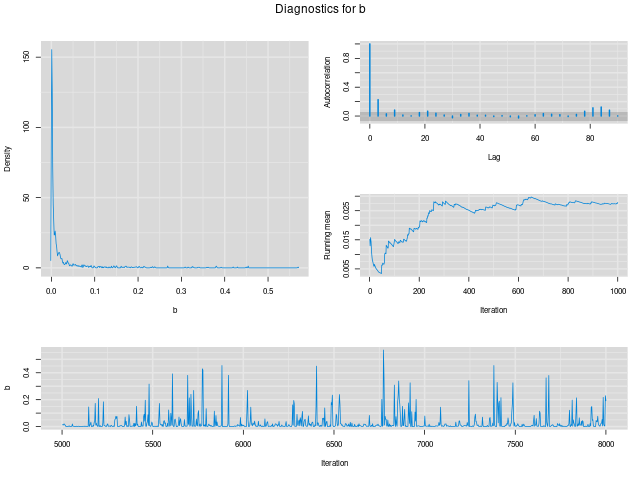 Diagnostics for b
Density
0
50
100
150
0.0 0.1 0.2 0.3 0.4 0.5
b
Autocorrelation
0.0
0.4
0.8
0 20 40 60 80
Lag
Running mean
0.005
0.015
0.025
0 200 400 600 800 1000
Iteration
b
0.0
0.2
0.4
5000 5500 6000 6500 7000 7500 8000
Iteration